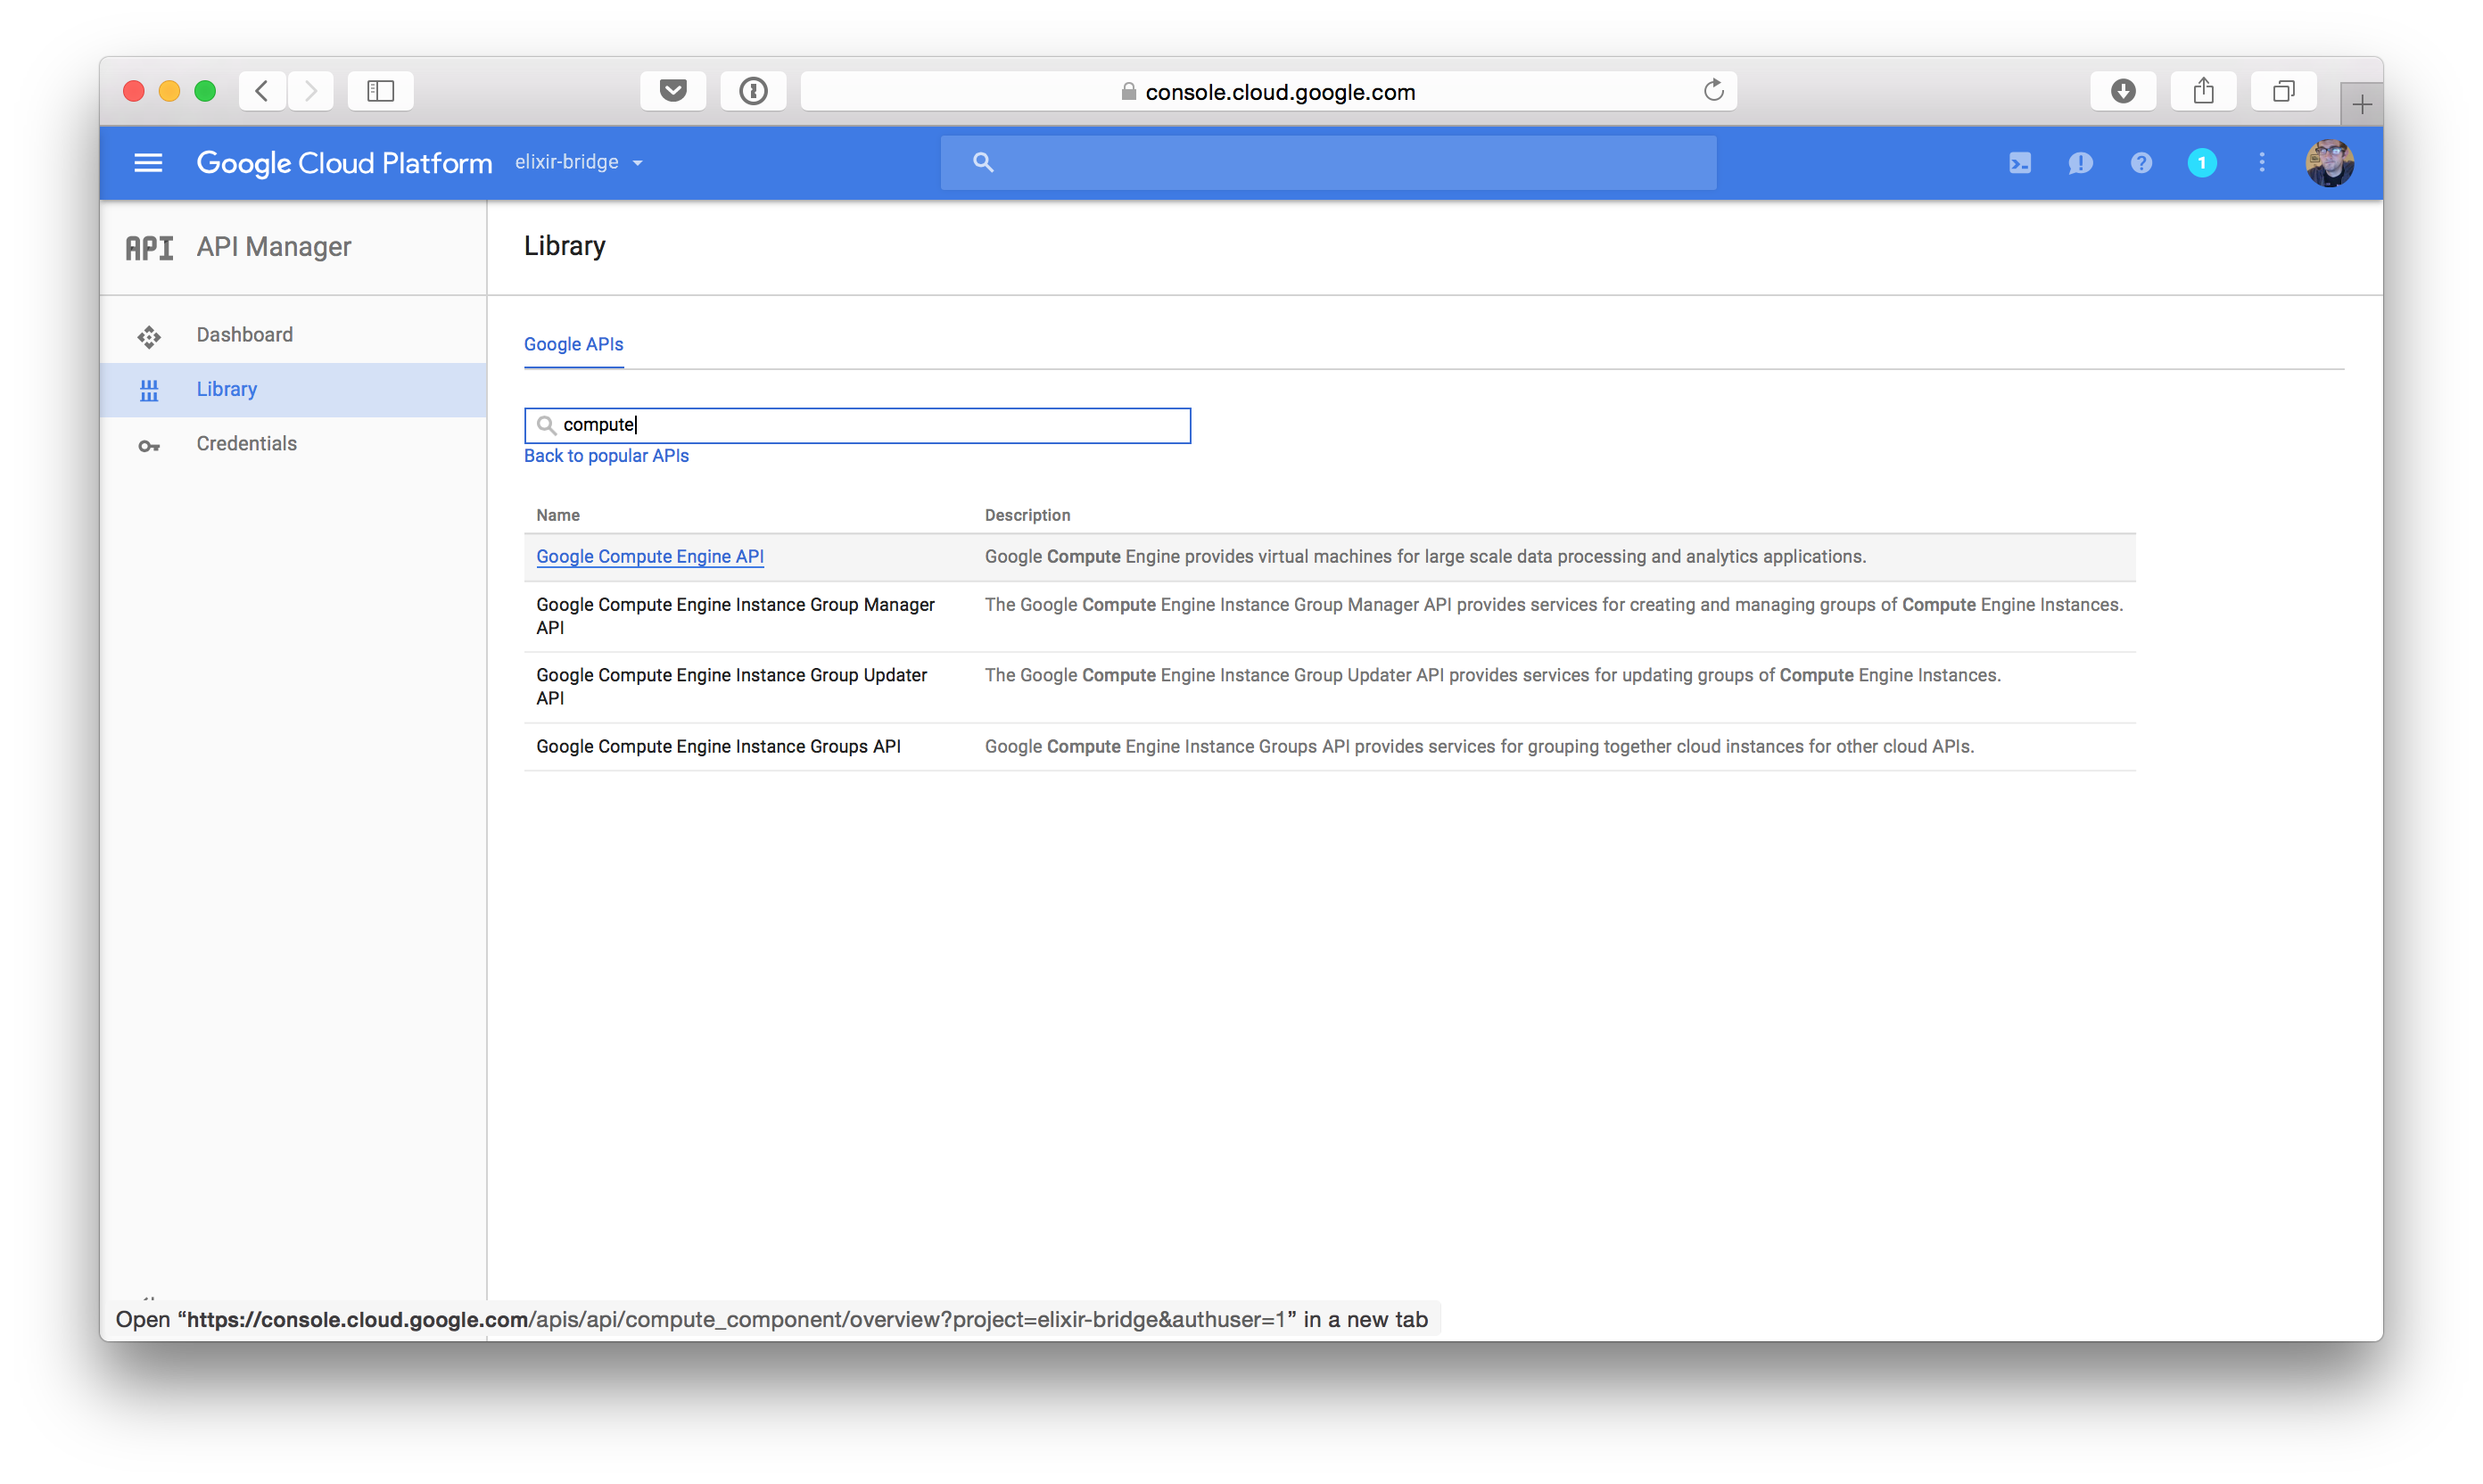 console.cloud.google.com
Google Cloud Platform elixir-bridge
1
API API Manager
Library
Dashboard
Library
Credentials
Google APIs
compute
Back to popular APIs
Name Description
Google Compute Engine API Google Compute Engine provides virtual machines for large scale data processing and analytics applications.
Google Compute Engine Instance Group Manager The Google Compute Engine Instance Group Manager API provides services for creating and managing groups of Compute Engine Instances.
API
Google Compute Engine Instance Group Updater The Google Compute Engine Instance Group Updater API provides services for updating groups of Compute Engine Instances.
API
Google Compute Engine Instance Groups API Google Compute Engine Instance Groups API provides services for grouping together cloud instances for other cloud APIs.
Open “https://console.cloud.google.com/apis/api/compute_component/overview?project=elixir-bridge&authuser=1” in a new tab